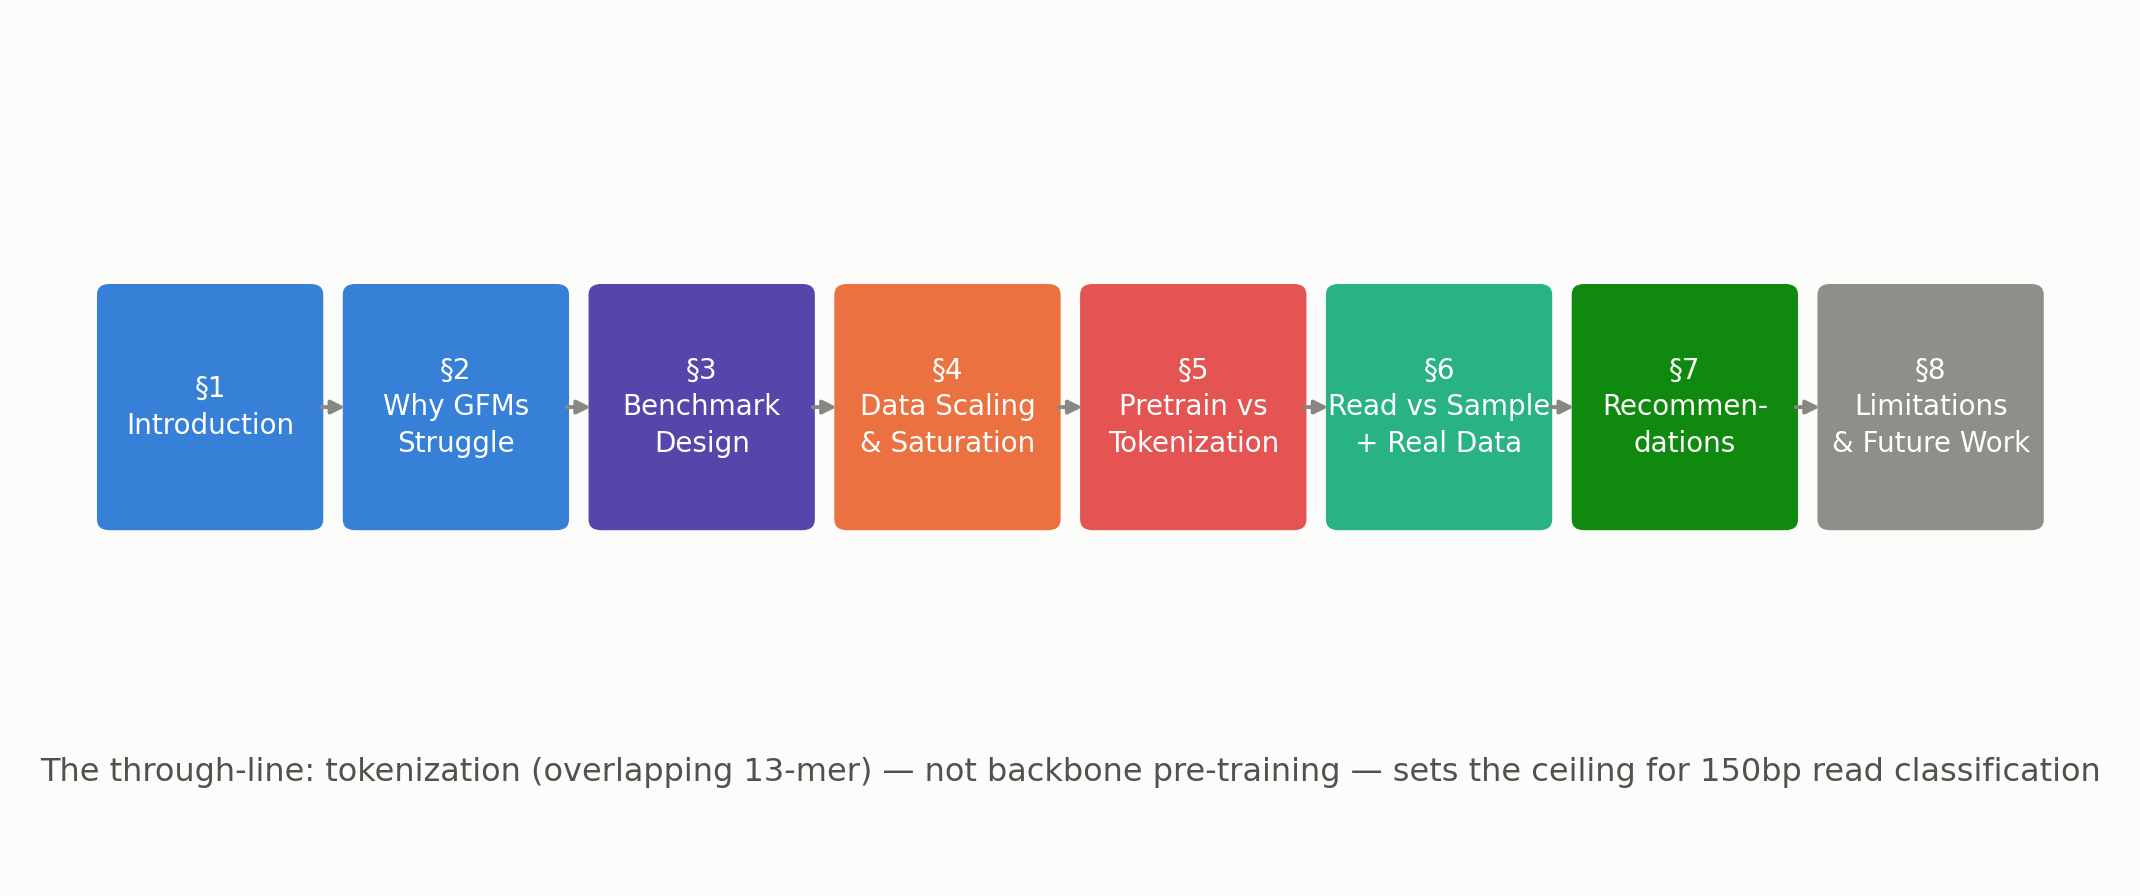 §1
Introduction
§2
Why GFMs
Struggle
§3
Benchmark
Design
§4
Data Scaling
& Saturation
§5
Pretrain vs
Tokenization
§6
Read vs Sample
+ Real Data
§7
Recommen-
dations
§8
Limitations
& Future Work
The through-line: tokenization (overlapping 13-mer) — not backbone pre-training — sets the ceiling for 150bp read classification